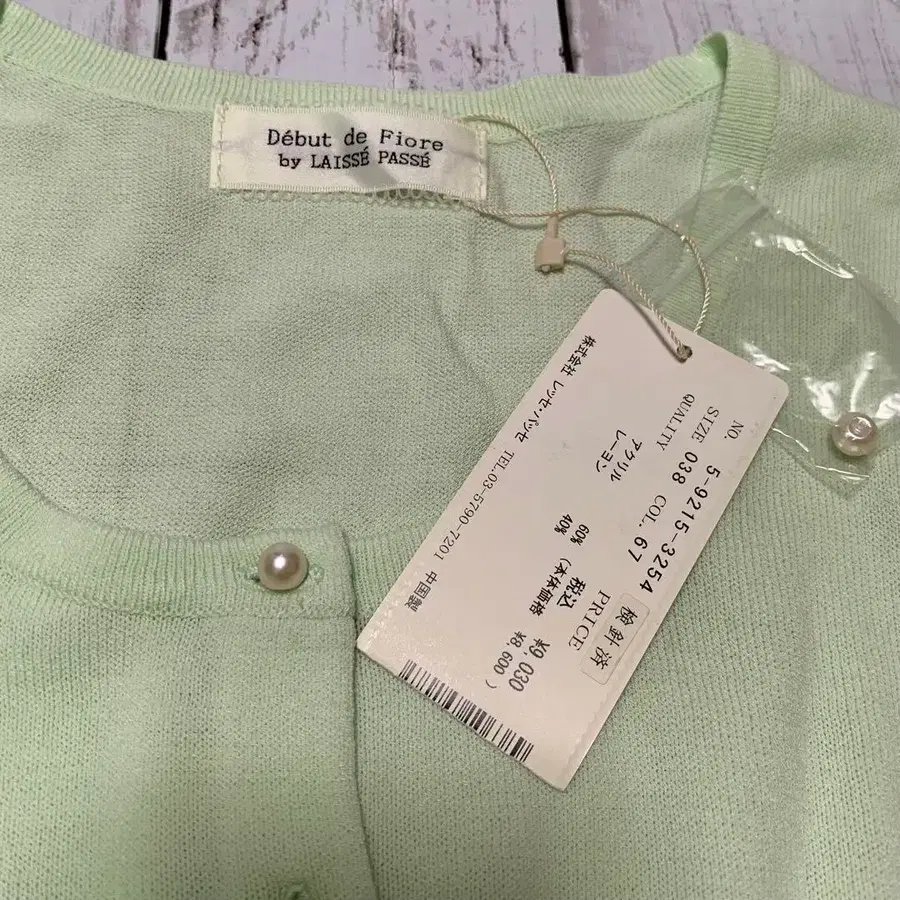 Début de Fiore
by LAISSÉ PASSÉ
NO. 5-9215-3254
SIZE 038 COL. 67
QUALITY
アクリル 60%
レーヨン 40%
検針済
PRICE
税込 ¥9,030
(本体価格 ¥8,600)
株式会社 レッセ・パッセ TEL.03-5790-7201 中国製